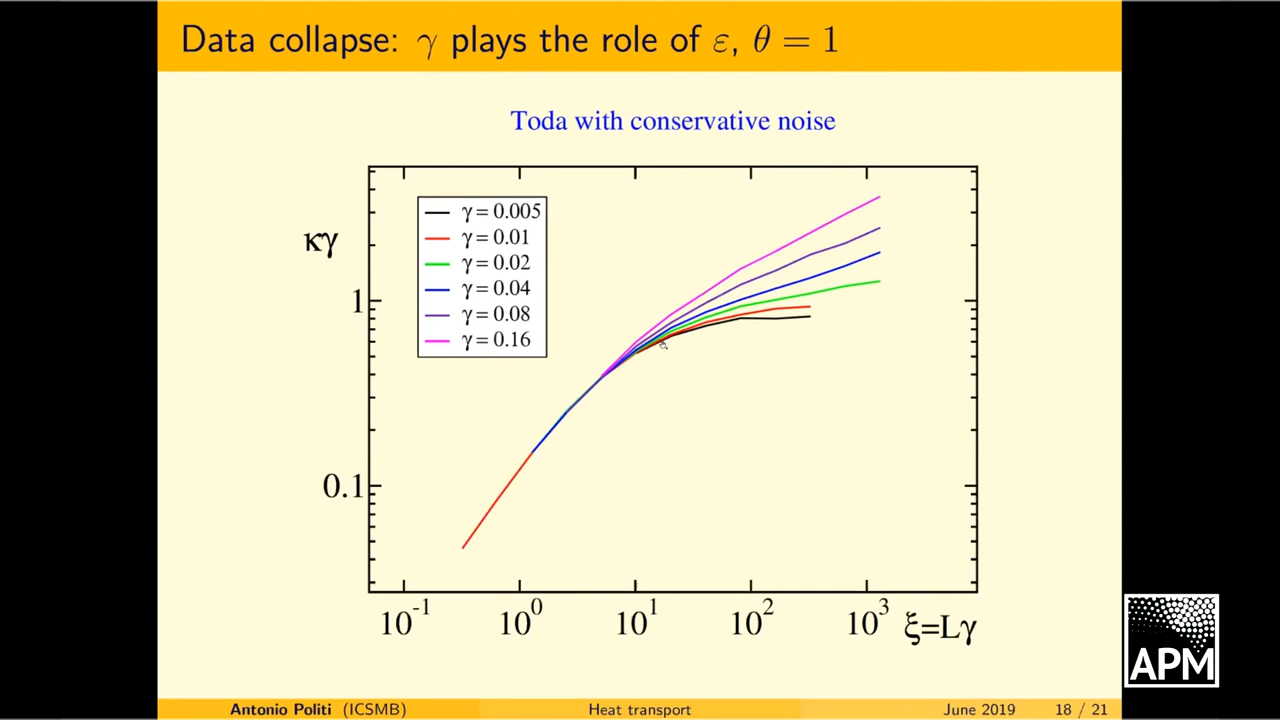 Data collapse: γ plays the role of ε, θ = 1
Toda with conservative noise
κγ
γ = 0.005
γ = 0.01
γ = 0.02
γ = 0.04
γ = 0.08
γ = 0.16
1
0.1
10^-1 10^0 10^1 10^2 10^3 ξ=Lγ
APM
Antonio Politi (ICSMB) Heat transport June 2019 18 / 21